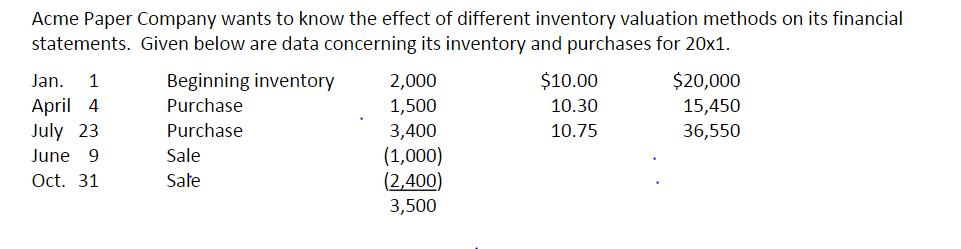 Acme Paper Company wants to know the effect of different inventory valuation methods on its financial
statements. Given below are data concerning its inventory and purchases for 20x1.
Jan. 1 Beginning inventory 2,000 $10.00 $20,000
April 4 Purchase 1,500 10.30 15,450
July 23 Purchase 3,400 10.75 36,550
June 9 Sale (1,000)
Oct. 31 Sale (2,400)
3,500